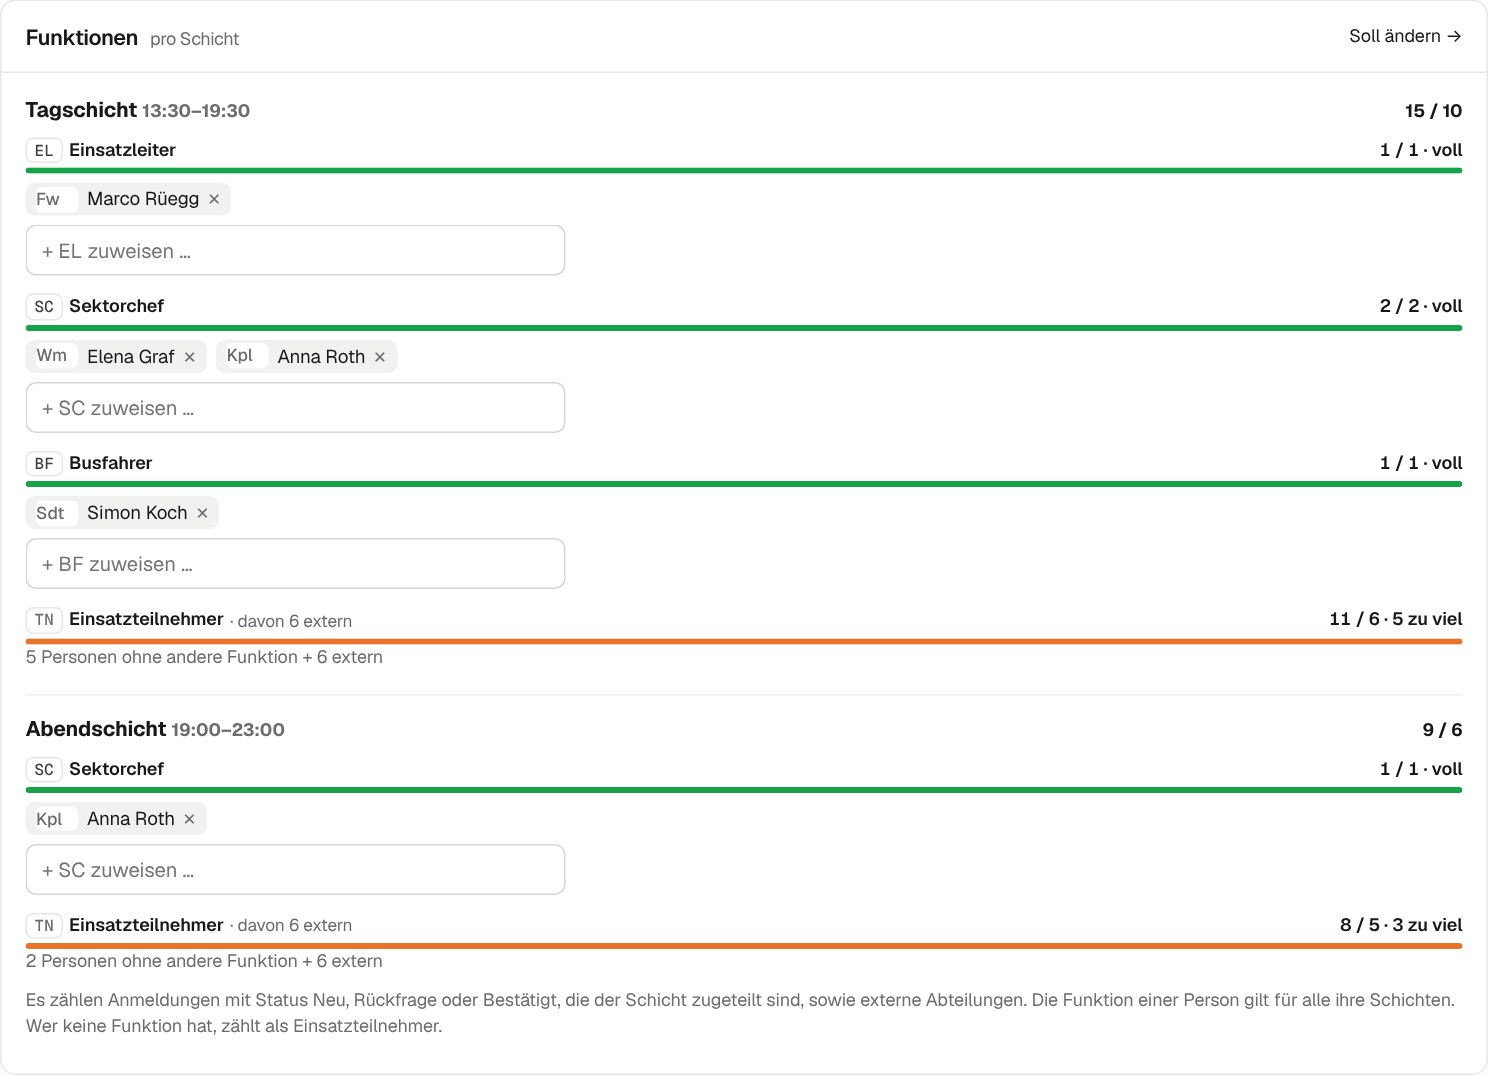 Funktionen pro Schicht
Soll ändern →
Tagschicht 13:30–19:30
15 / 10
EL Einsatzleiter
1 / 1 · voll
Fw Marco Rüegg ×
+ EL zuweisen …
SC Sektorchef
2 / 2 · voll
Wm Elena Graf × Kpl Anna Roth ×
+ SC zuweisen …
BF Busfahrer
1 / 1 · voll
Sdt Simon Koch ×
+ BF zuweisen …
TN Einsatzteilnehmer · davon 6 extern
11 / 6 · 5 zu viel
5 Personen ohne andere Funktion + 6 extern
Abendschicht 19:00–23:00
9 / 6
SC Sektorchef
1 / 1 · voll
Kpl Anna Roth ×
+ SC zuweisen …
TN Einsatzteilnehmer · davon 6 extern
8 / 5 · 3 zu viel
2 Personen ohne andere Funktion + 6 extern
Es zählen Anmeldungen mit Status Neu, Rückfrage oder Bestätigt, die der Schicht zugeteilt sind, sowie externe Abteilungen. Die Funktion einer Person gilt für alle ihre Schichten.
Wer keine Funktion hat, zählt als Einsatzteilnehmer.